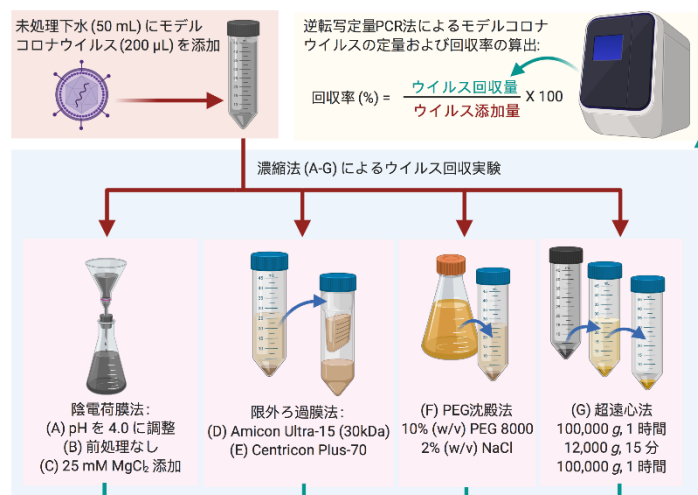 未処理下水 (50 mL) にモデル
コロナウイルス (200 µL) を添加
逆転写定量PCR法によるモデルコロナ
ウイルスの定量および回収率の算出:
回収率 (%) =
ウイルス回収量
ウイルス添加量
X 100
濃縮法 (A-G) によるウイルス回収実験
陰電荷膜法:
(A) pH を 4.0 に調整
(B) 前処理なし
(C) 25 mM MgCl₂ 添加
限外ろ過膜法:
(D) Amicon Ultra-15 (30kDa)
(E) Centricon Plus-70
(F) PEG沈殿法
10% (w/v) PEG 8000
2% (w/v) NaCl
(G) 超遠心法
100,000 g, 1 時間
12,000 g, 15 分
100,000 g, 1 時間